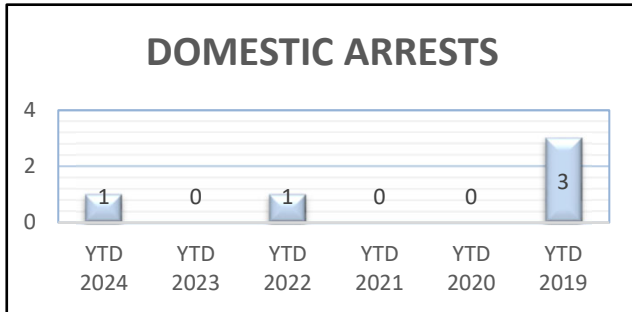 DOMESTIC ARRESTS
4
2
0
1 0 1 0 0 3
YTD YTD YTD YTD YTD YTD
2024 2023 2022 2021 2020 2019